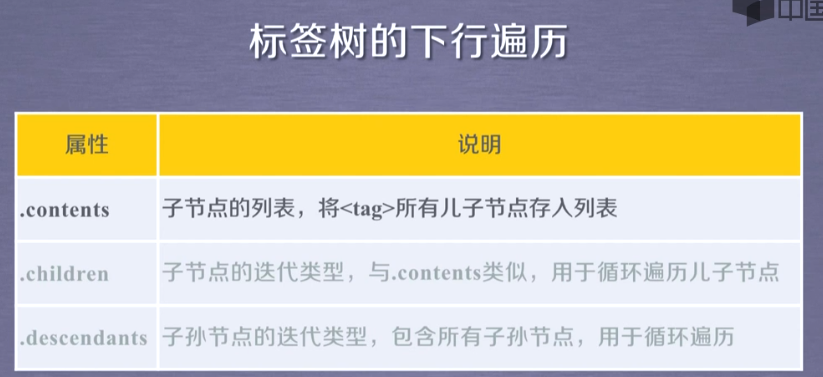 中国
标签树的下行遍历
属性 说明
.contents 子节点的列表，将<tag>所有儿子节点存入列表
.children 子节点的迭代类型，与.contents类似，用于循环遍历儿子节点
.descendants 子孙节点的迭代类型，包含所有子孙节点，用于循环遍历